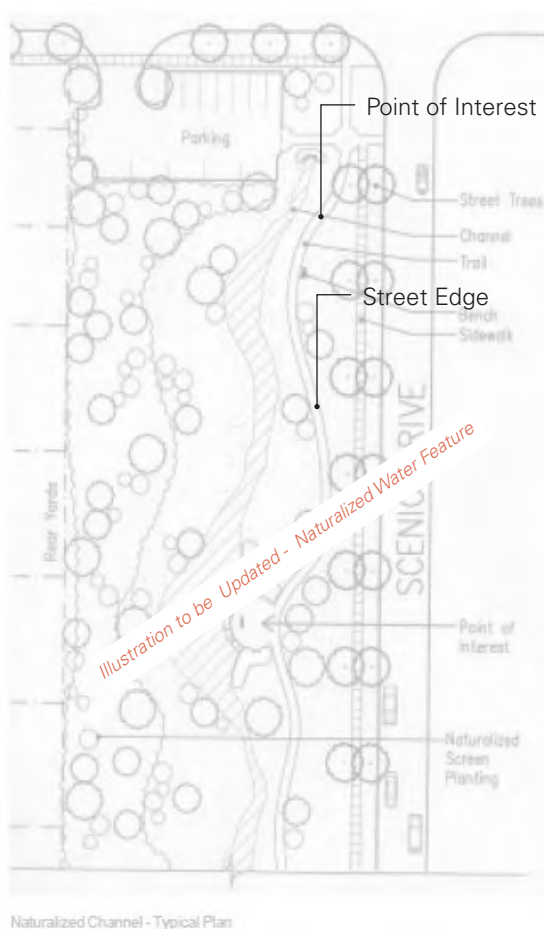 Point of Interest
Parking
Street Trees
Channel
Trail
Street Edge
Bench
Sidewalk
SCENIC DRIVE
Illustration to be Updated - Naturalized Water Feature
Rear Yards
Point of
Interest
Naturalized
Screen
Planting
Naturalized Channel - Typical Plan